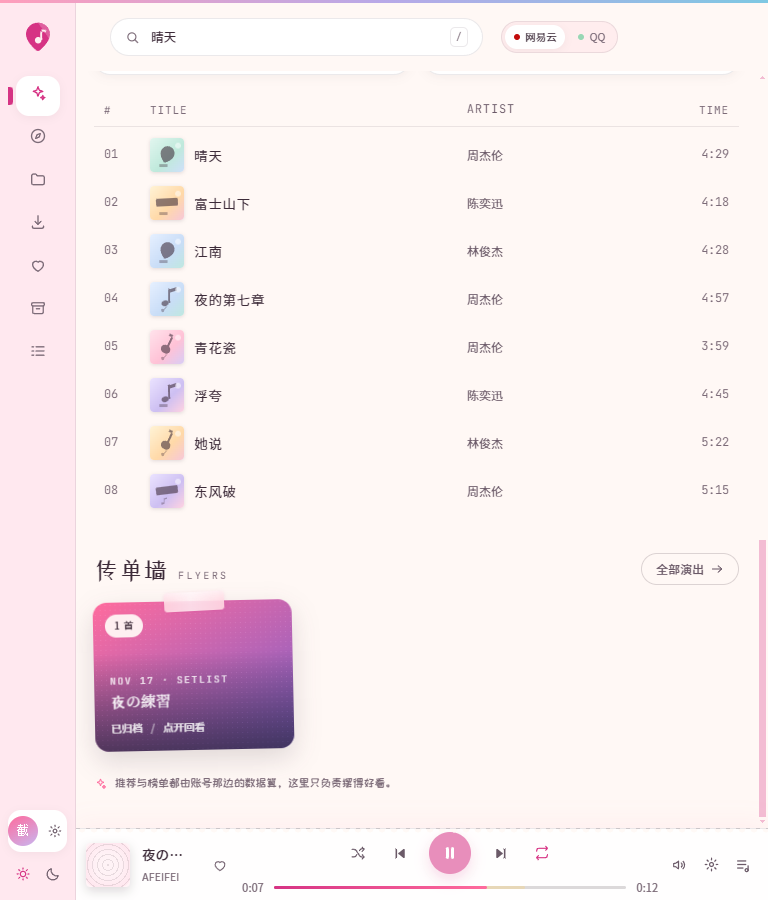 晴天
/
网易云
QQ
# TITLE ARTIST TIME
01 晴天 周杰伦 4:29
02 富士山下 陈奕迅 4:18
03 江南 林俊杰 4:28
04 夜的第七章 周杰伦 4:57
05 青花瓷 周杰伦 3:59
06 浮夸 陈奕迅 4:45
07 她说 林俊杰 5:22
08 东风破 周杰伦 5:15
传单墙 FLYERS
全部演出 →
1 首
NOV 17 · SETLIST
夜の練習
已归档 / 点开回看
推荐与榜单都由账号那边的数据算，这里只负责摆得好看。
截
夜の…
AFEIFEI
0:07
0:12